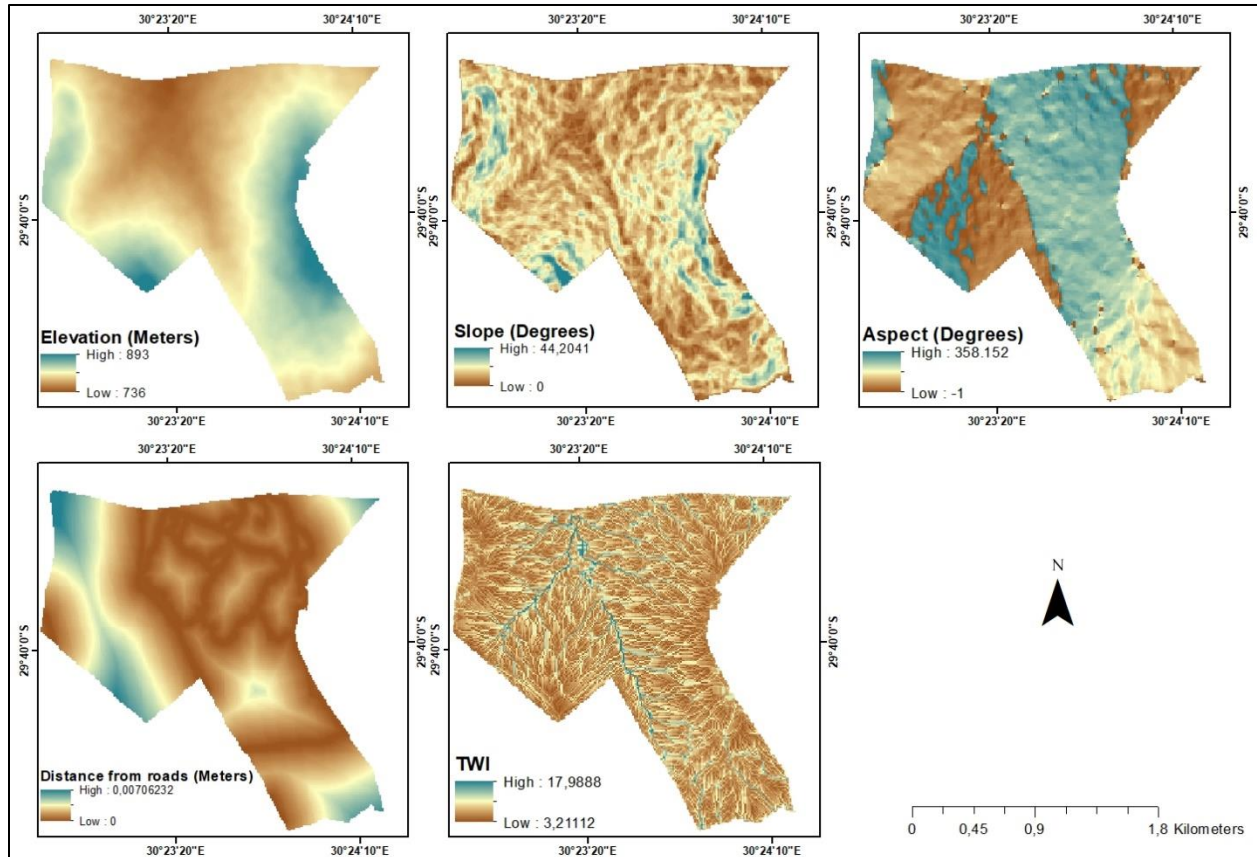 30°23'20"E 30°24'10"E 30°23'20"E 30°24'10"E 30°23'20"E 30°24'10"E
29°40'0"S 29°40'0"S 29°40'0"S 29°40'0"S
Elevation (Meters)
High : 893
Low : 736
Slope (Degrees)
High : 44,2041
Low : 0
Aspect (Degrees)
High : 358.152
Low : -1
30°23'20"E 30°24'10"E 30°23'20"E 30°24'10"E 30°23'20"E 30°24'10"E
30°23'20"E 30°24'10"E 30°23'20"E 30°24'10"E
29°40'0"S 29°40'0"S 29°40'0"S
N
Distance from roads (Meters)
High : 0,00706232
Low : 0
TWI
High : 17,9888
Low : 3,21112
0 0,45 0,9 1,8 Kilometers
30°23'20"E 30°24'10"E 30°23'20"E 30°24'10"E